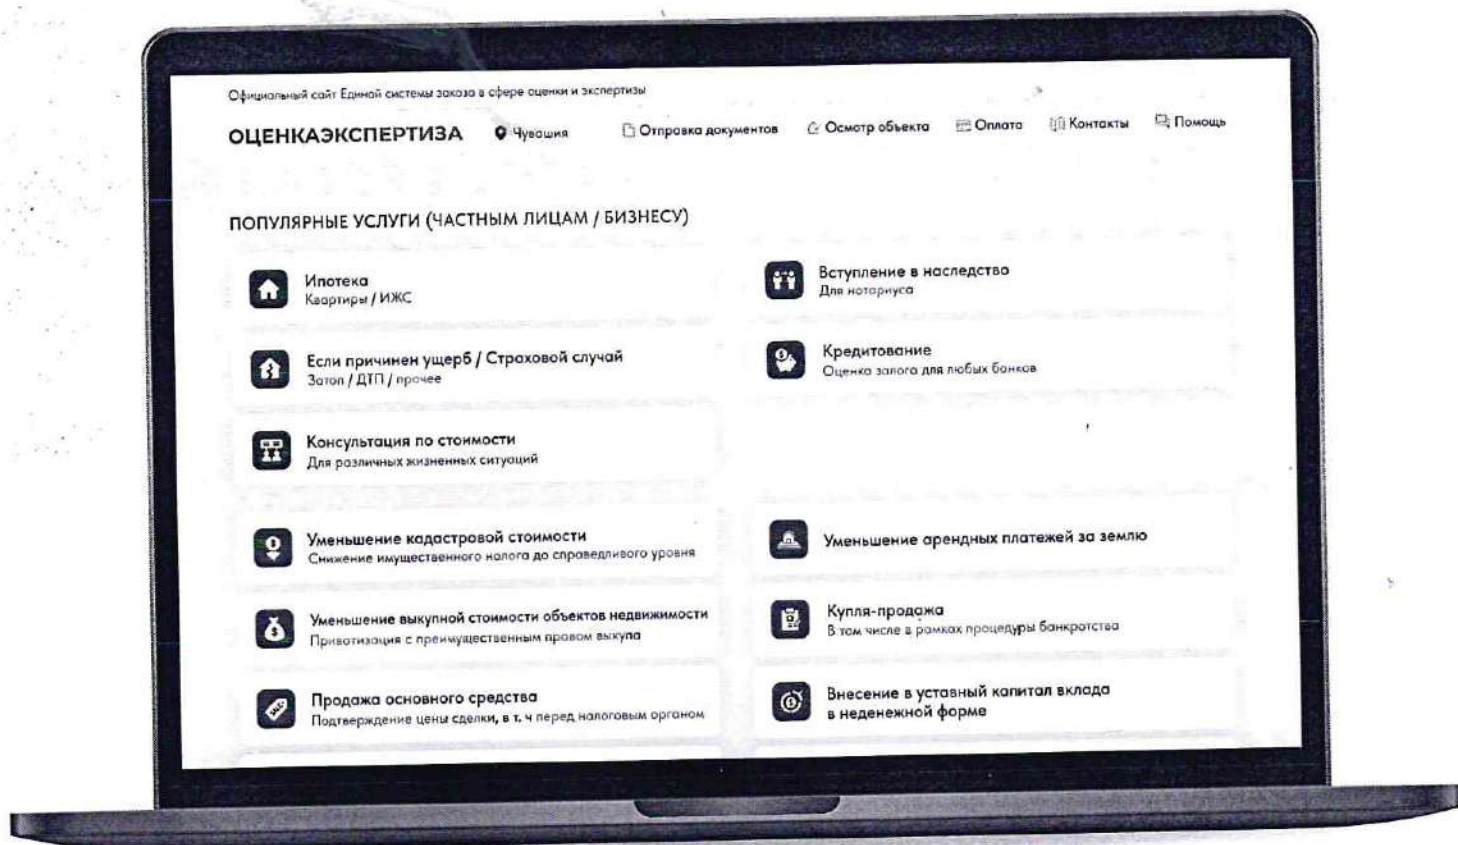 Официальный сайт Единой системы заказа в сфере оценки и экспертизы
ОЦЕНКАЭКСПЕРТИЗА Чувашия Отправка документов Осмотр объекта Оплата Контакты Помощь
ПОПУЛЯРНЫЕ УСЛУГИ (ЧАСТНЫМ ЛИЦАМ / БИЗНЕСУ)
Ипотека
Квартиры / ИЖС
Вступление в наследство
Для нотариуса
Если причинен ущерб / Страховой случай
Затоп / ДТП / прочее
Кредитование
Оценка залога для любых банков
Консультация по стоимости
Для различных жизненных ситуаций
Уменьшение кадастровой стоимости
Снижение имущественного налога до справедливого уровня
Уменьшение арендных платежей за землю
Уменьшение выкупной стоимости объектов недвижимости
Приватизация с преимущественным правом выкупа
Купля-продажа
В том числе в рамках процедуры банкротства
Продажа основного средства
Подтверждение цены сделки, в т. ч перед налоговым органом
Внесение в уставный капитал вклада
в неденежной форме